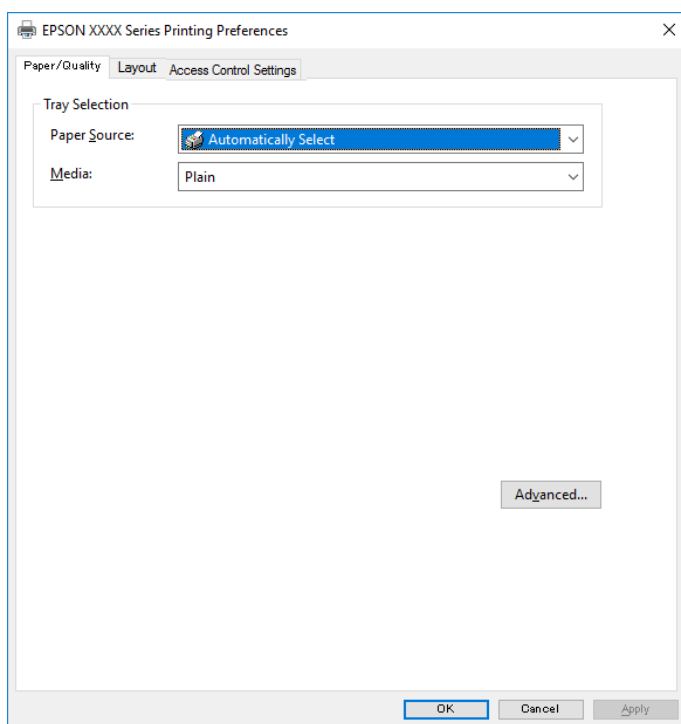 EPSON XXXX Series Printing Preferences
Paper/Quality Layout Access Control Settings
Tray Selection
Paper Source: Automatically Select
Media: Plain
Advanced...
OK Cancel Apply